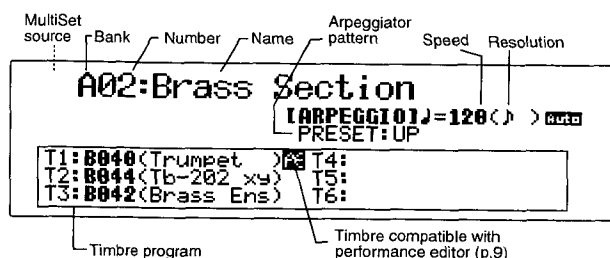 MultiSet source
Bank
Number
Name
Arpeggiator pattern
Speed
Resolution
A02:Brass Section
[ARPEGGIO]♩=120(♪ ) Auto
PRESET:UP
T1:B040(Trumpet )PE T4:
T2:B044(Tb-202 xy) T5:
T3:B042(Brass Ens) T6:
Timbre program
Timbre compatible with
performance editor (p.9)